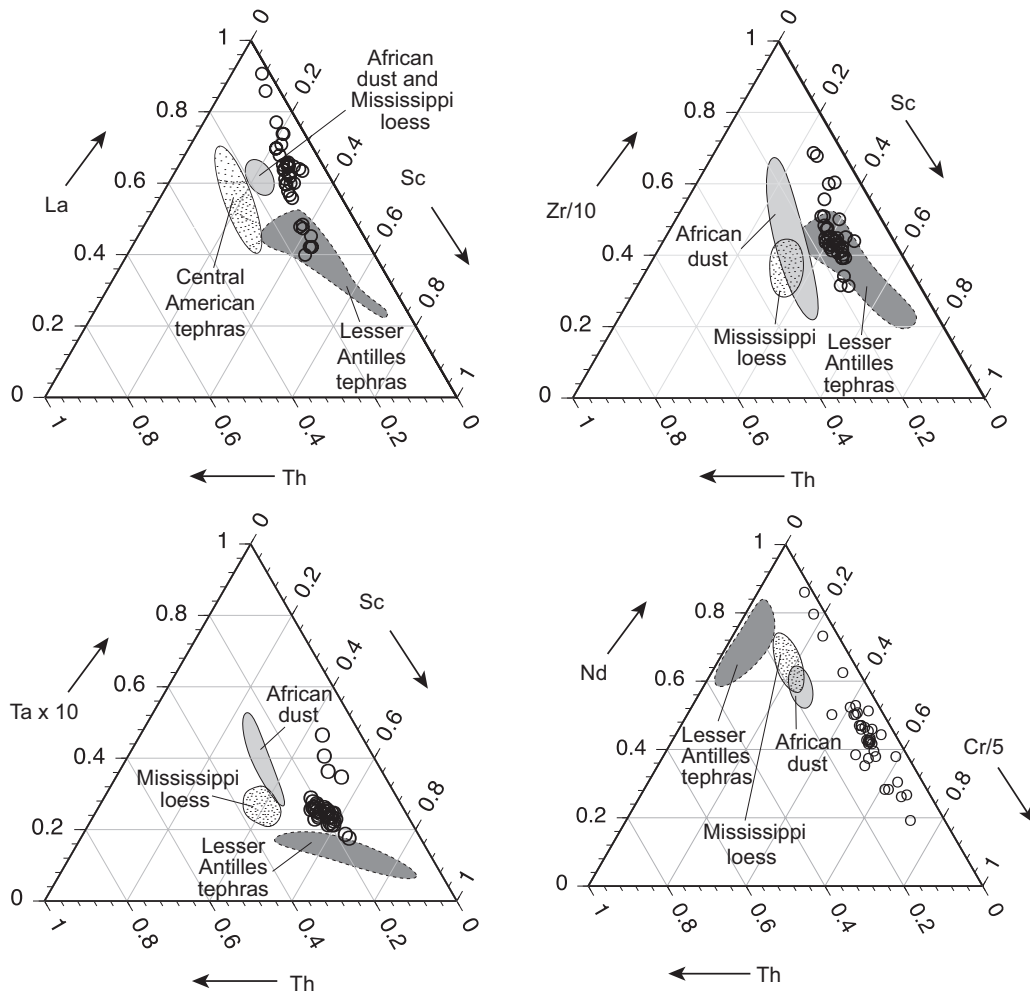 0
1
African
dust and
Mississippi
loess
0.2
0.8
0.4
0.6
Sc
La
0.6
0.4
Central
American
tephras
0.8
0.2
Lesser
Antilles
tephras
1
0
1
0.8
0.6
0.4
0.2
0
Th
0
1
0.2
Sc
0.8
0.4
0.6
Zr/10
African
dust
0.6
0.4
0.8
Mississippi
loess
Lesser
Antilles
tephras
0.2
1
0
1
0.8
0.6
0.4
0.2
0
Th
0
1
0.2
Sc
0.8
0.4
0.6
Ta x 10
African
dust
0.6
0.4
Mississippi
loess
0.8
0.2
Lesser
Antilles
tephras
1
0
1
0.8
0.6
0.4
0.2
0
Th
0
1
0.2
0.8
0.4
Nd
0.6
0.6
Lesser
Antilles
tephras
African
dust
Cr/5
0.4
0.8
Mississippi
loess
0.2
1
0
1
0.8
0.6
0.4
0.2
0
Th